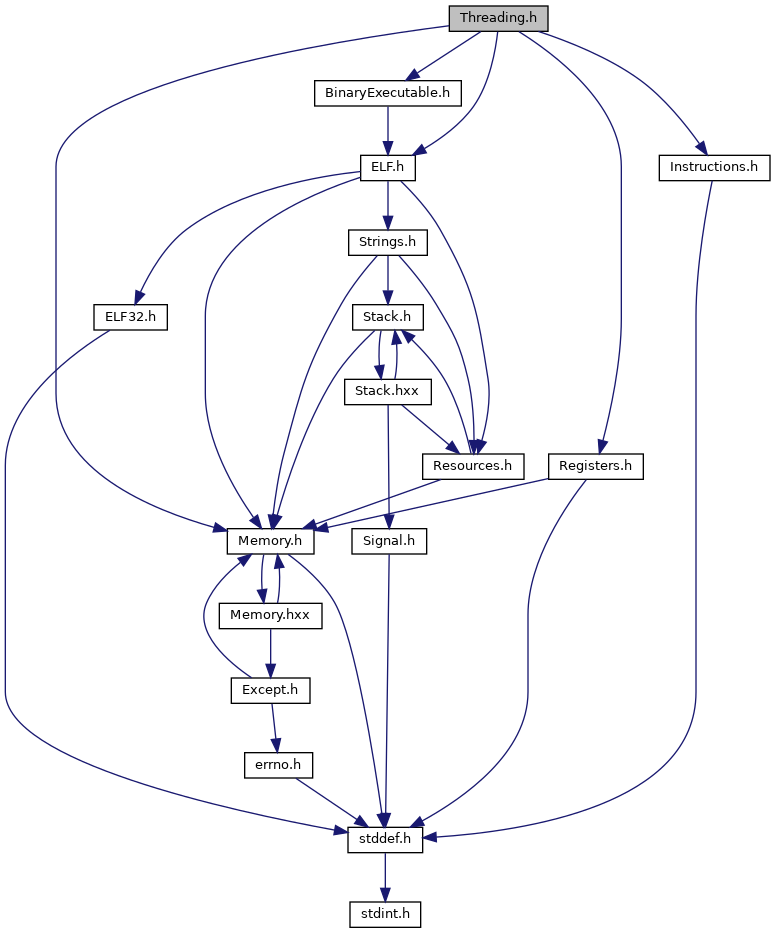 Threading.h
BinaryExecutable.h
ELF.h
Instructions.h
Strings.h
ELF32.h
Stack.h
Stack.hxx
Resources.h
Registers.h
Memory.h
Signal.h
Memory.hxx
Except.h
errno.h
stddef.h
stdint.h